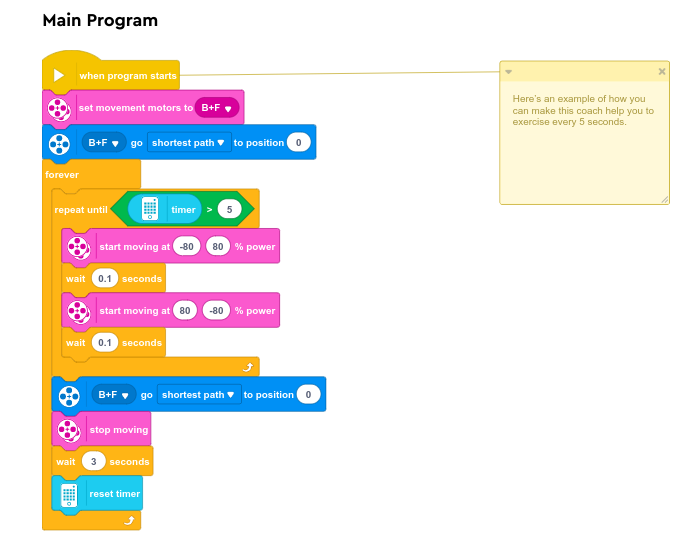 Main Program
when program starts
Here's an example of how you
can make this coach help you to
exercise every 5 seconds.
set movement motors to B+F
B+F go shortest path to position 0
forever
repeat until timer > 5
start moving at -80 80 % power
wait 0.1 seconds
start moving at 80 -80 % power
wait 0.1 seconds
B+F go shortest path to position 0
stop moving
wait 3 seconds
reset timer